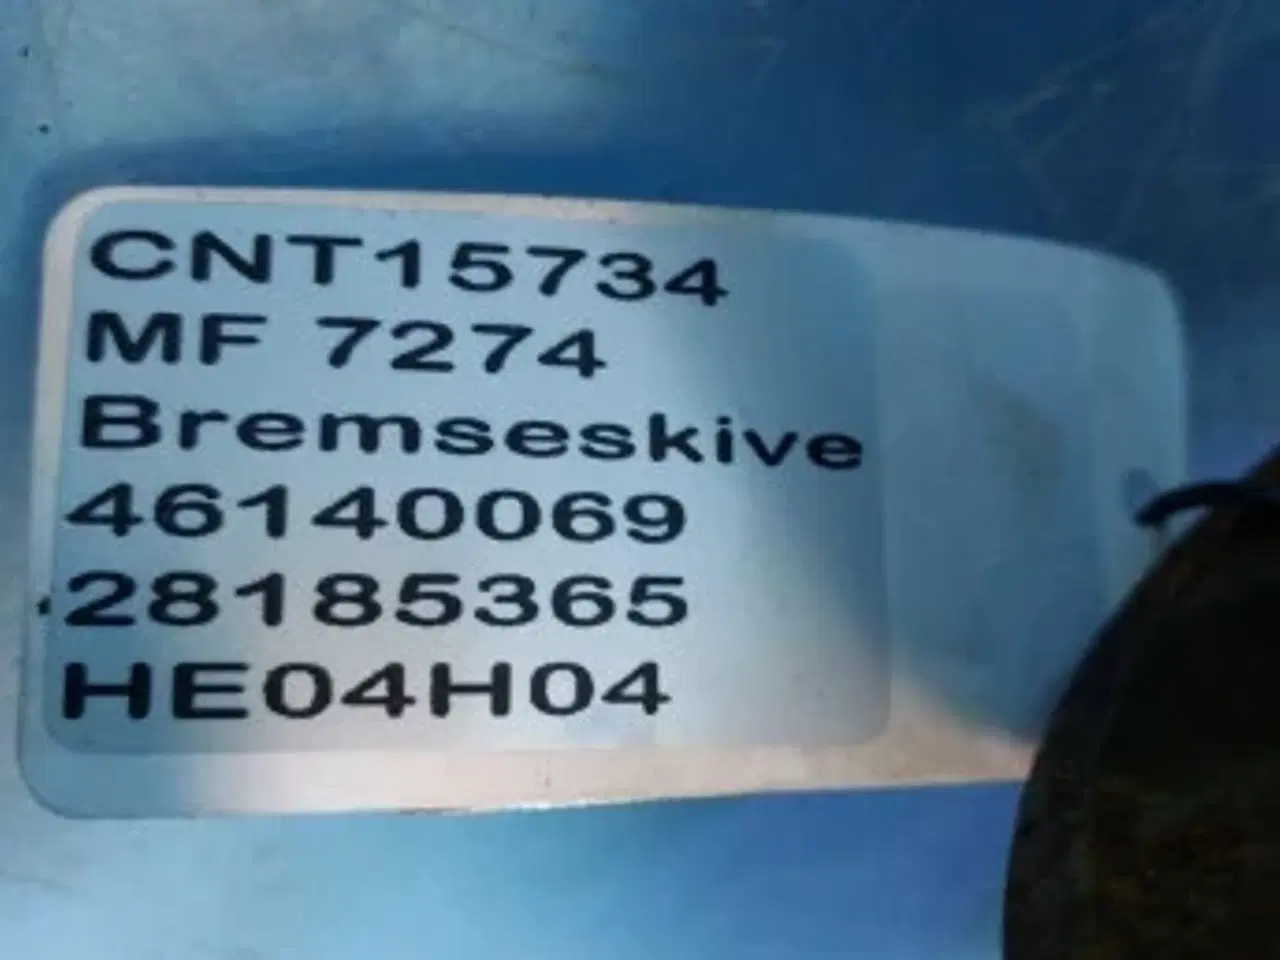 CNT15734
MF 7274
Bremseskive
46140069
28185365
HE04H04